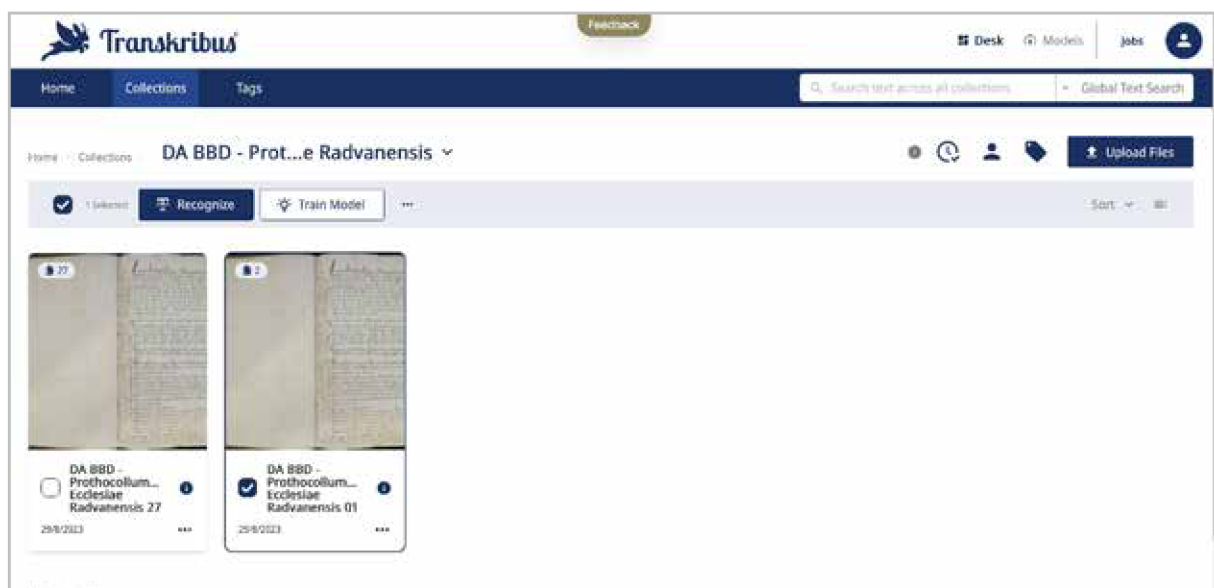 Feedback
Transkribus
Desk Models Jobs
Home Collections Tags
Search text across all collections Global Text Search
Home Collections DA BBD - Prot...e Radvanensis Upload Files
1 Selected Recognize Train Model ... Sort
27
2
DA BBD -
Prothocollum...
Ecclesiae
Radvanensis 27
29/8/2023 ...
DA BBD -
Prothocollum...
Ecclesiae
Radvanensis 01
29/8/2023 ...